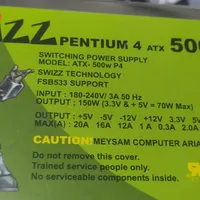 IZZ PENTIUM 4 ATX 500
SWITCHING POWER SUPPLY
MODEL: ATX- 500w P4
SWIZZ TECHNOLOGY
FSB533 SUPPORT
INPUT : 180-240V/ 3A 50 Hz
OUTPUT : 150W (3.3V & + 5V = 70W Max)
OUTPUT : +5V -5V -12V +12V 3.3V
MAX(A) : 20A 16A 12A 1A 0.3A 2.0A
CAUTION: MEYSAM COMPUTER ARIA
Do not remove this cover.
Trained service people only.
No serviceable components inside.